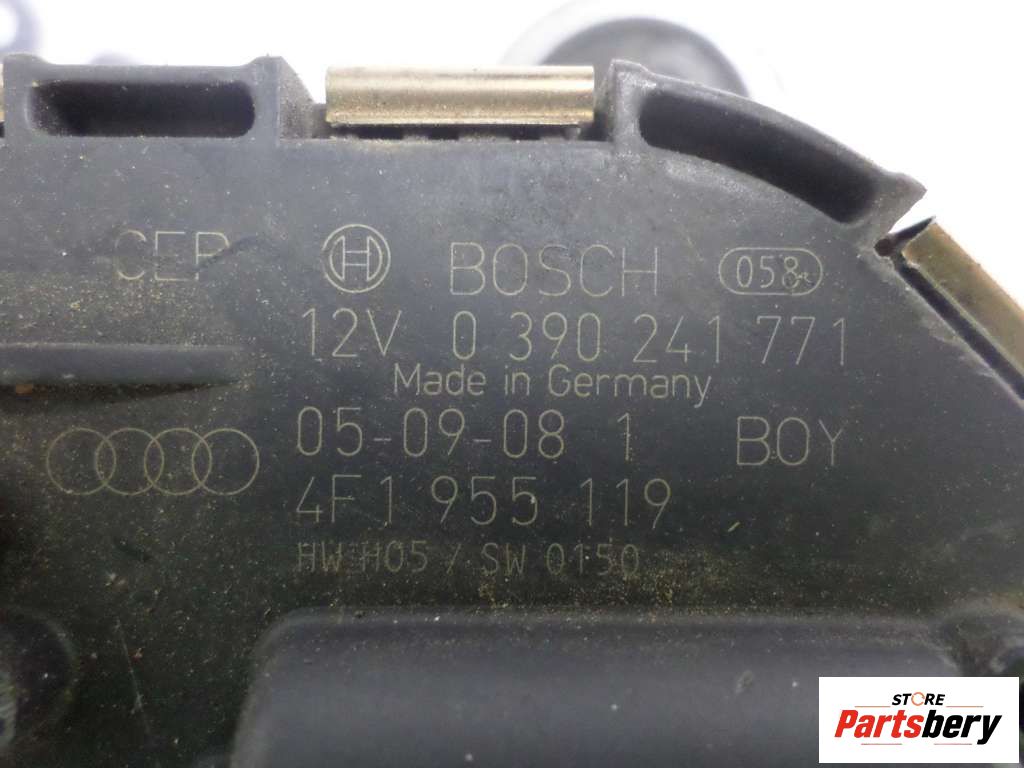 CEP H BOSCH 058
12V 0 390 241 771
Made in Germany
05-09-08 1 BOY
4F1 955 119
HW H05 / SW 0150
STORE
Partsbery